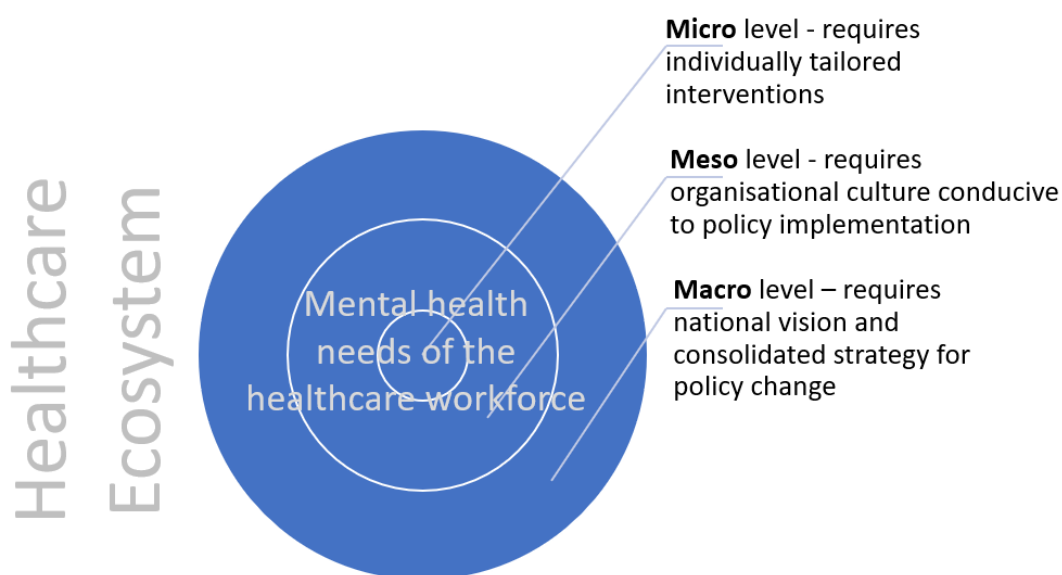 Healthcare
Ecosystem
Mental health
needs of the
healthcare workforce
Micro level - requires
individually tailored
interventions
Meso level - requires
organisational culture conducive
to policy implementation
Macro level – requires
national vision and
consolidated strategy for
policy change